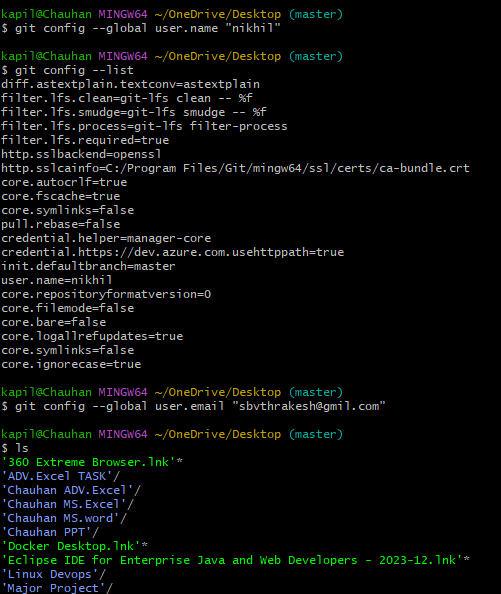 kapil@Chauhan MINGW64 ~/OneDrive/Desktop (master)
$ git config --global user.name "nikhil"
kapil@Chauhan MINGW64 ~/OneDrive/Desktop (master)
$ git config --list
diff.astextplain.textconv=astextplain
filter.lfs.clean=git-lfs clean -- %f
filter.lfs.smudge=git-lfs smudge -- %f
filter.lfs.process=git-lfs filter-process
filter.lfs.required=true
http.sslbackend=openssl
http.sslcainfo=C:/Program Files/Git/mingw64/ssl/certs/ca-bundle.crt
core.autocrlf=true
core.fscache=true
core.symlinks=false
pull.rebase=false
credential.helper=manager-core
credential.https://dev.azure.com.usehttppath=true
init.defaultbranch=master
user.name=nikhil
core.repositoryformatversion=0
core.filemode=false
core.bare=false
core.logallrefupdates=true
core.symlinks=false
core.ignorecase=true
kapil@Chauhan MINGW64 ~/OneDrive/Desktop (master)
$ git config --global user.email "sbvthrakesh@gmil.com"
kapil@Chauhan MINGW64 ~/OneDrive/Desktop (master)
$ ls
'360 Extreme Browser.lnk'*
'ADV.Excel TASK'/
'Chauhan ADV.Excel'/
'Chauhan MS.Excel'/
'Chauhan MS.word'/
'Chauhan PPT'/
'Docker Desktop.lnk'*
'Eclipse IDE for Enterprise Java and Web Developers - 2023-12.lnk'*
'Linux Devops'/
'Major Project'/